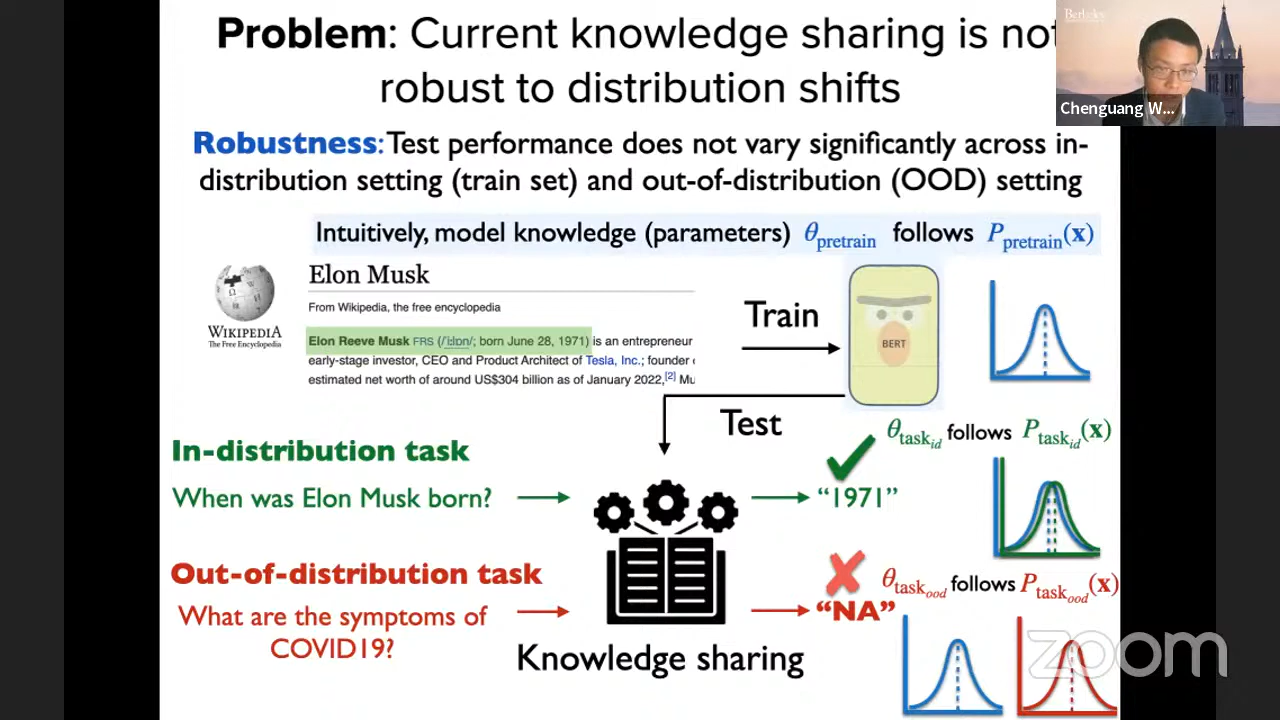 Problem: Current knowledge sharing is not
robust to distribution shifts
Berkeley
Chenguang W...
Robustness: Test performance does not vary significantly across in-
distribution setting (train set) and out-of-distribution (OOD) setting
Intuitively, model knowledge (parameters) θpretrain follows Ppretrain(x)
WIKIPEDIA
The Free Encyclopedia
Elon Musk
From Wikipedia, the free encyclopedia
Elon Reeve Musk FRS (/ˈiːlɒn/; born June 28, 1971) is an entrepreneur
early-stage investor, CEO and Product Architect of Tesla, Inc.; founder
estimated net worth of around US$304 billion as of January 2022,[2] Mu
Train
BERT
Test
θtaskid follows Ptaskid(x)
In-distribution task
When was Elon Musk born?
“1971”
Out-of-distribution task
What are the symptoms of
COVID19?
θtaskood follows Ptaskood(x)
“NA”
Knowledge sharing
zoom